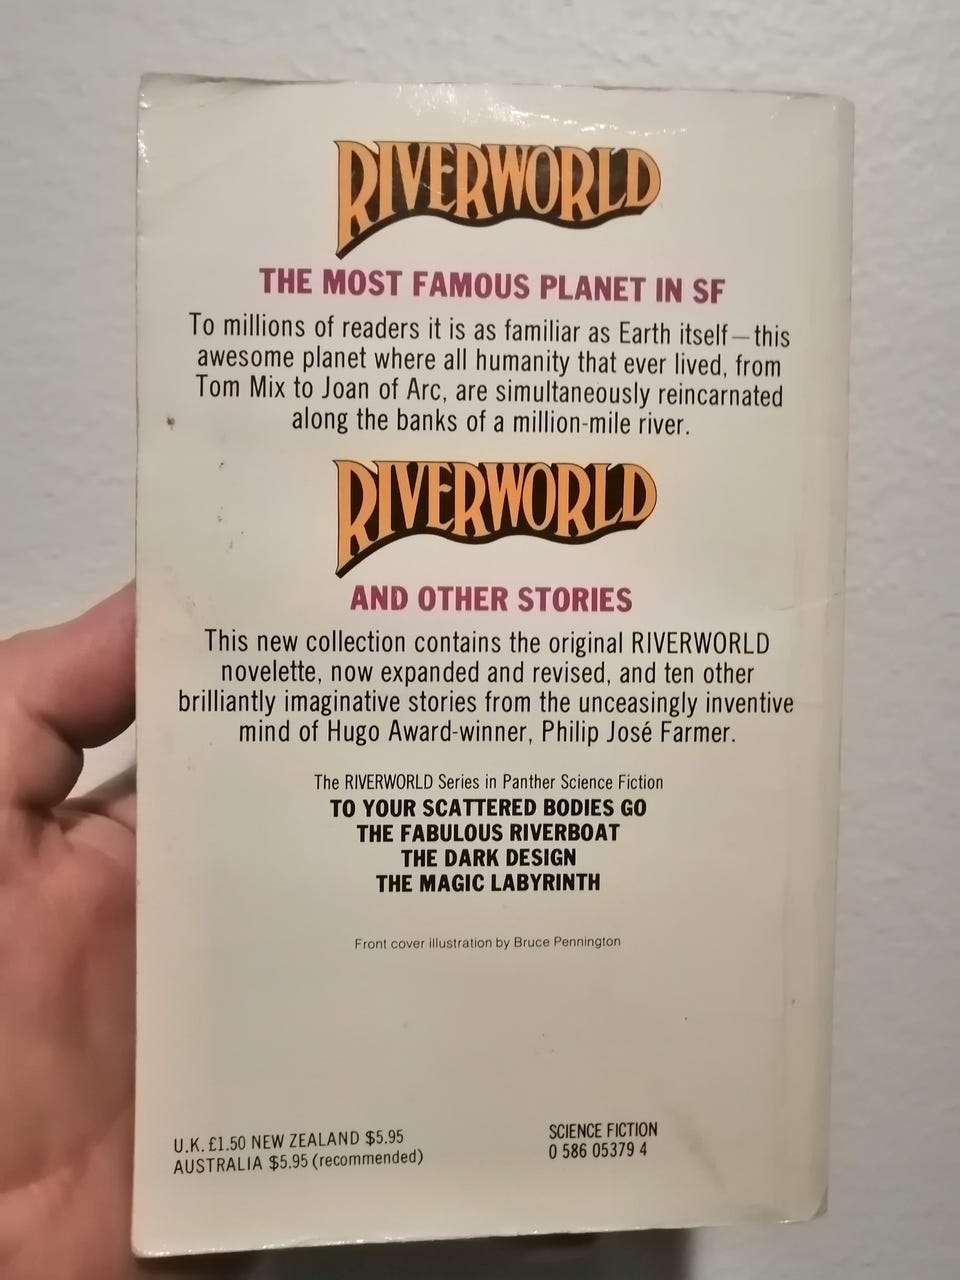 RIVERWORLD
THE MOST FAMOUS PLANET IN SF
To millions of readers it is as familiar as Earth itself—this
awesome planet where all humanity that ever lived, from
Tom Mix to Joan of Arc, are simultaneously reincarnated
along the banks of a million-mile river.
RIVERWORLD
AND OTHER STORIES
This new collection contains the original RIVERWORLD
novelette, now expanded and revised, and ten other
brilliantly imaginative stories from the unceasingly inventive
mind of Hugo Award-winner, Philip José Farmer.
The RIVERWORLD Series in Panther Science Fiction
TO YOUR SCATTERED BODIES GO
THE FABULOUS RIVERBOAT
THE DARK DESIGN
THE MAGIC LABYRINTH
Front cover illustration by Bruce Pennington
U.K. £1.50 NEW ZEALAND $5.95
AUSTRALIA $5.95 (recommended)
SCIENCE FICTION
0 586 05379 4